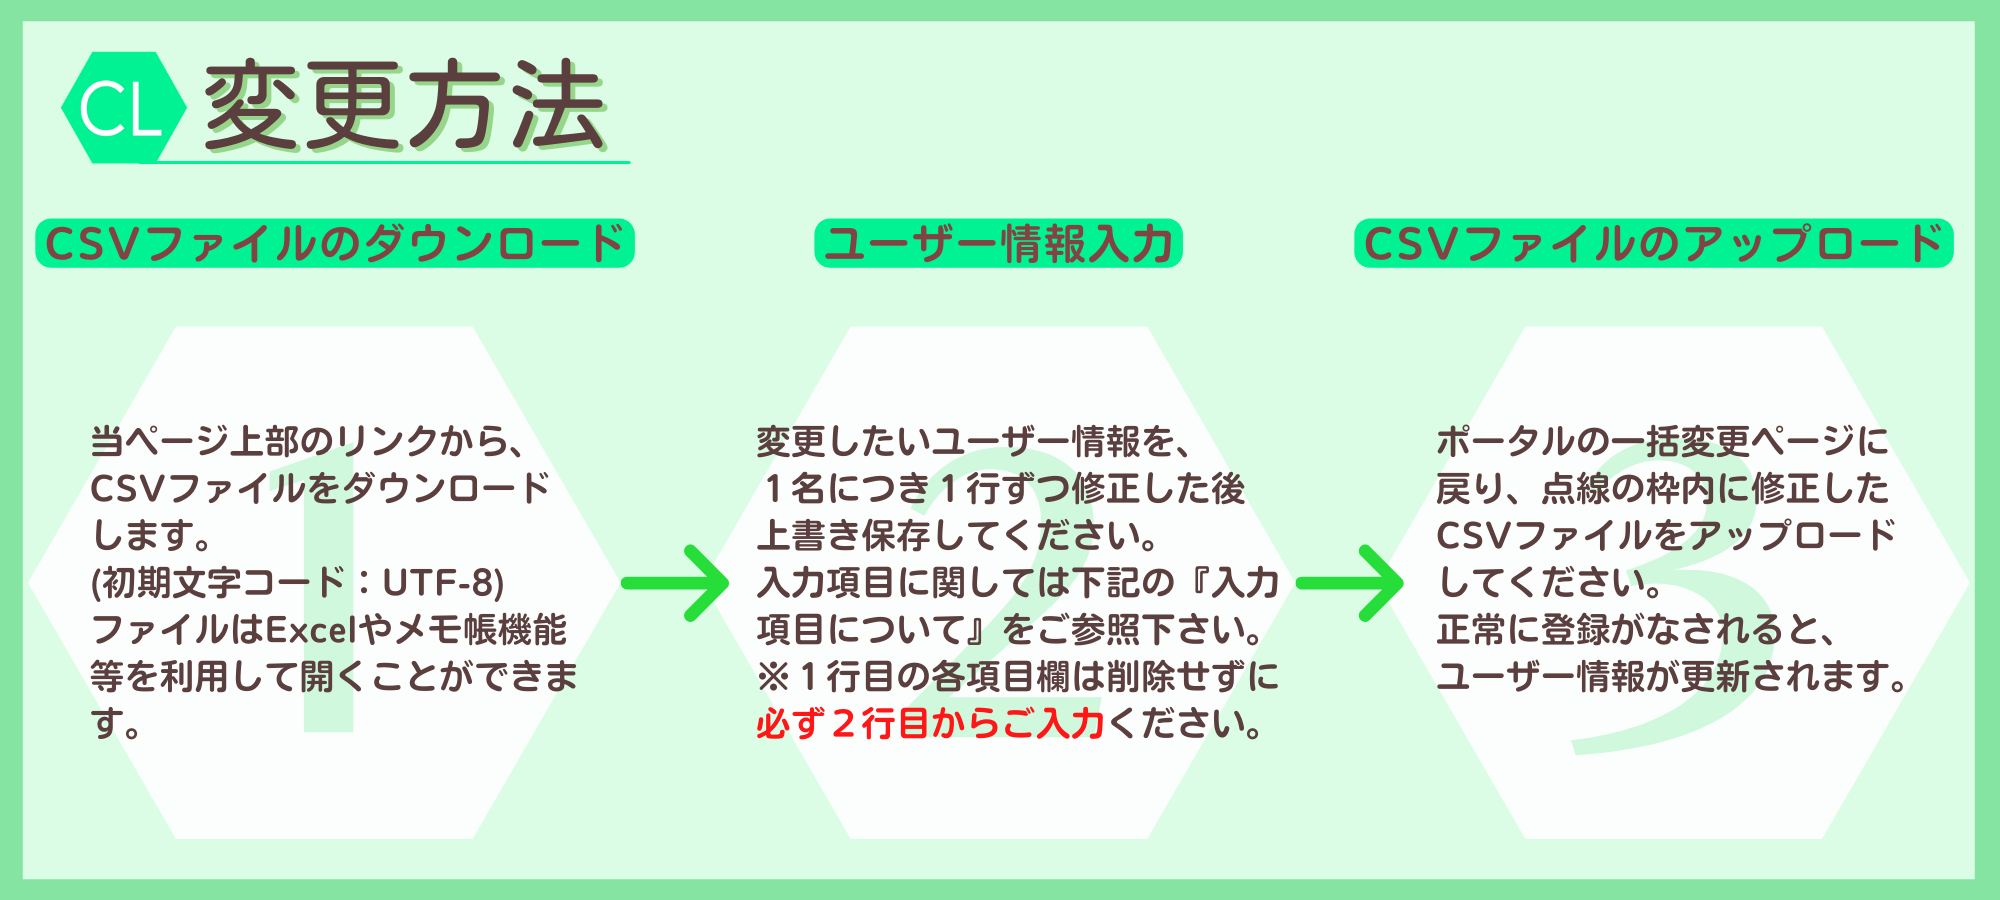 CL
変更方法
CSVファイルのダウンロード
1
当ページ上部のリンクから、
CSVファイルをダウンロード
します。
(初期文字コード：UTF-8)
ファイルはExcelやメモ帳機能
等を利用して開くことができま
す。
ユーザー情報入力
2
変更したいユーザー情報を、
１名につき１行ずつ修正した後
上書き保存してください。
入力項目に関しては下記の『入力
項目について』をご参照下さい。
※１行目の各項目欄は削除せずに
必ず２行目からご入力ください。
CSVファイルのアップロード
3
ポータルの一括変更ページに
戻り、点線の枠内に修正した
CSVファイルをアップロード
してください。
正常に登録がなされると、
ユーザー情報が更新されます。